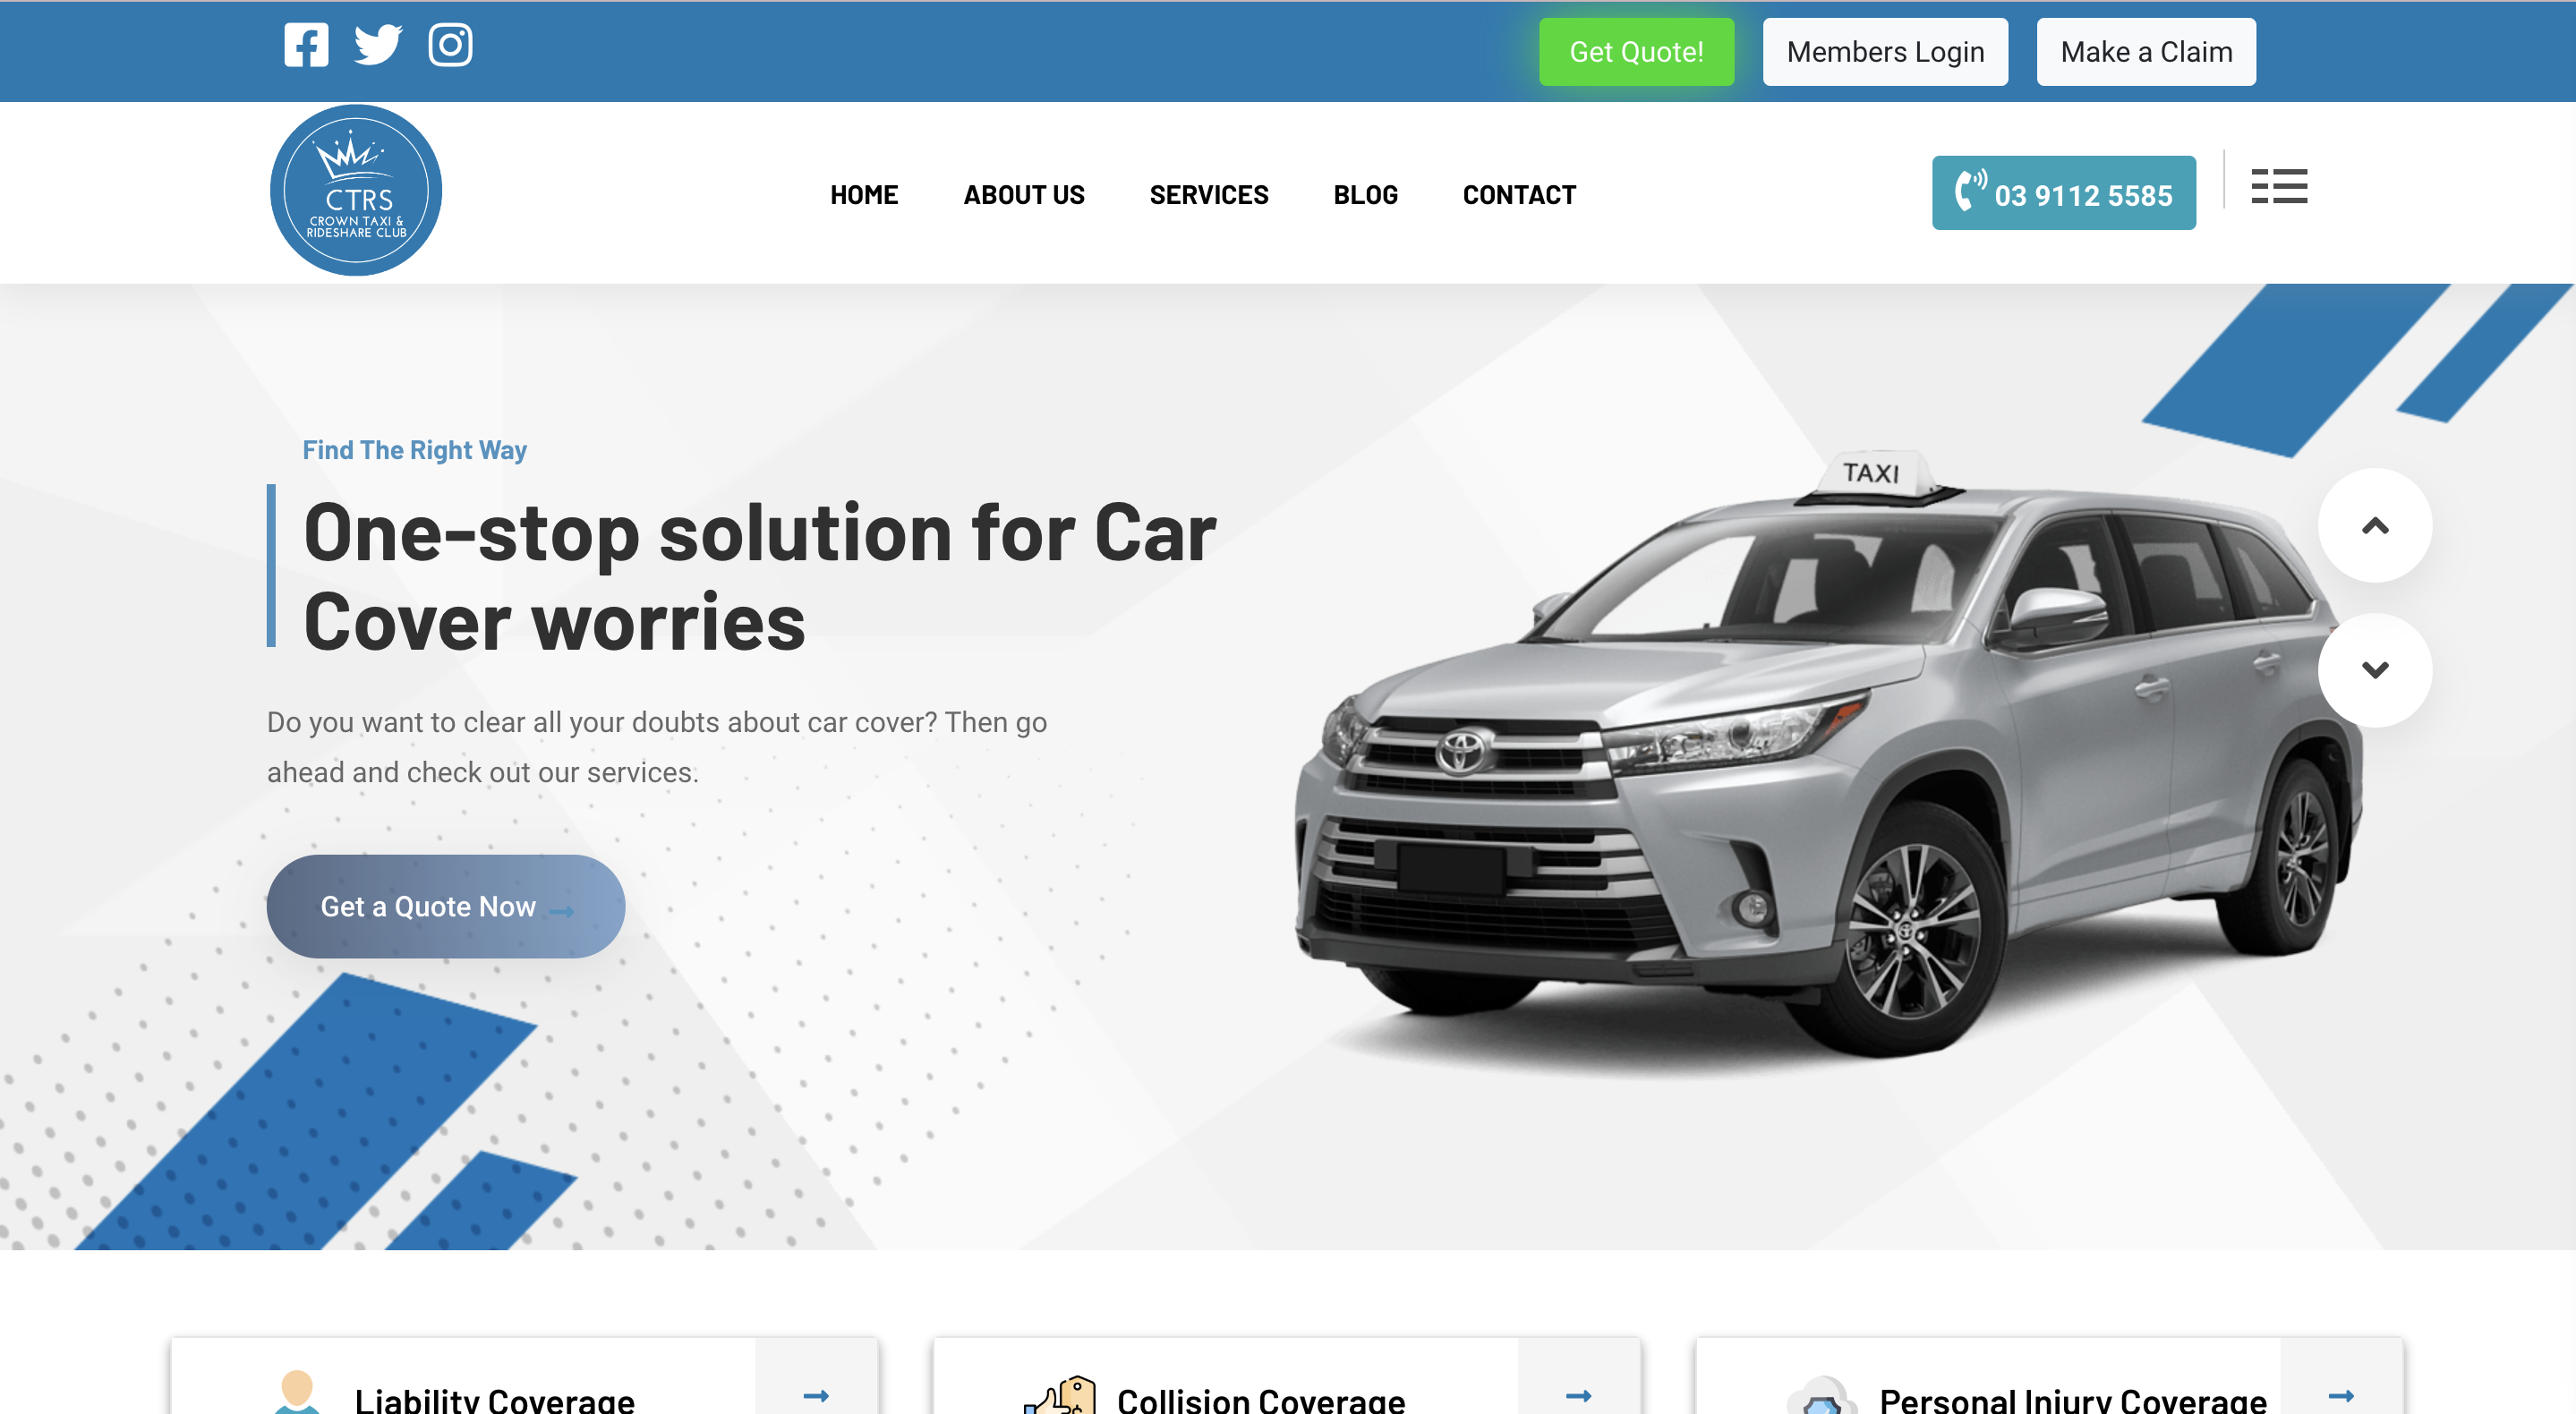 Get Quote!
Members Login
Make a Claim
CTRS
CROWN TAXI &
RIDESHARE CLUB
HOME
ABOUT US
SERVICES
BLOG
CONTACT
03 9112 5585
Find The Right Way
One-stop solution for Car
Cover worries
Do you want to clear all your doubts about car cover? Then go
ahead and check out our services.
Get a Quote Now
TAXI
Liability Coverage
Collision Coverage
Personal Injury Coverage